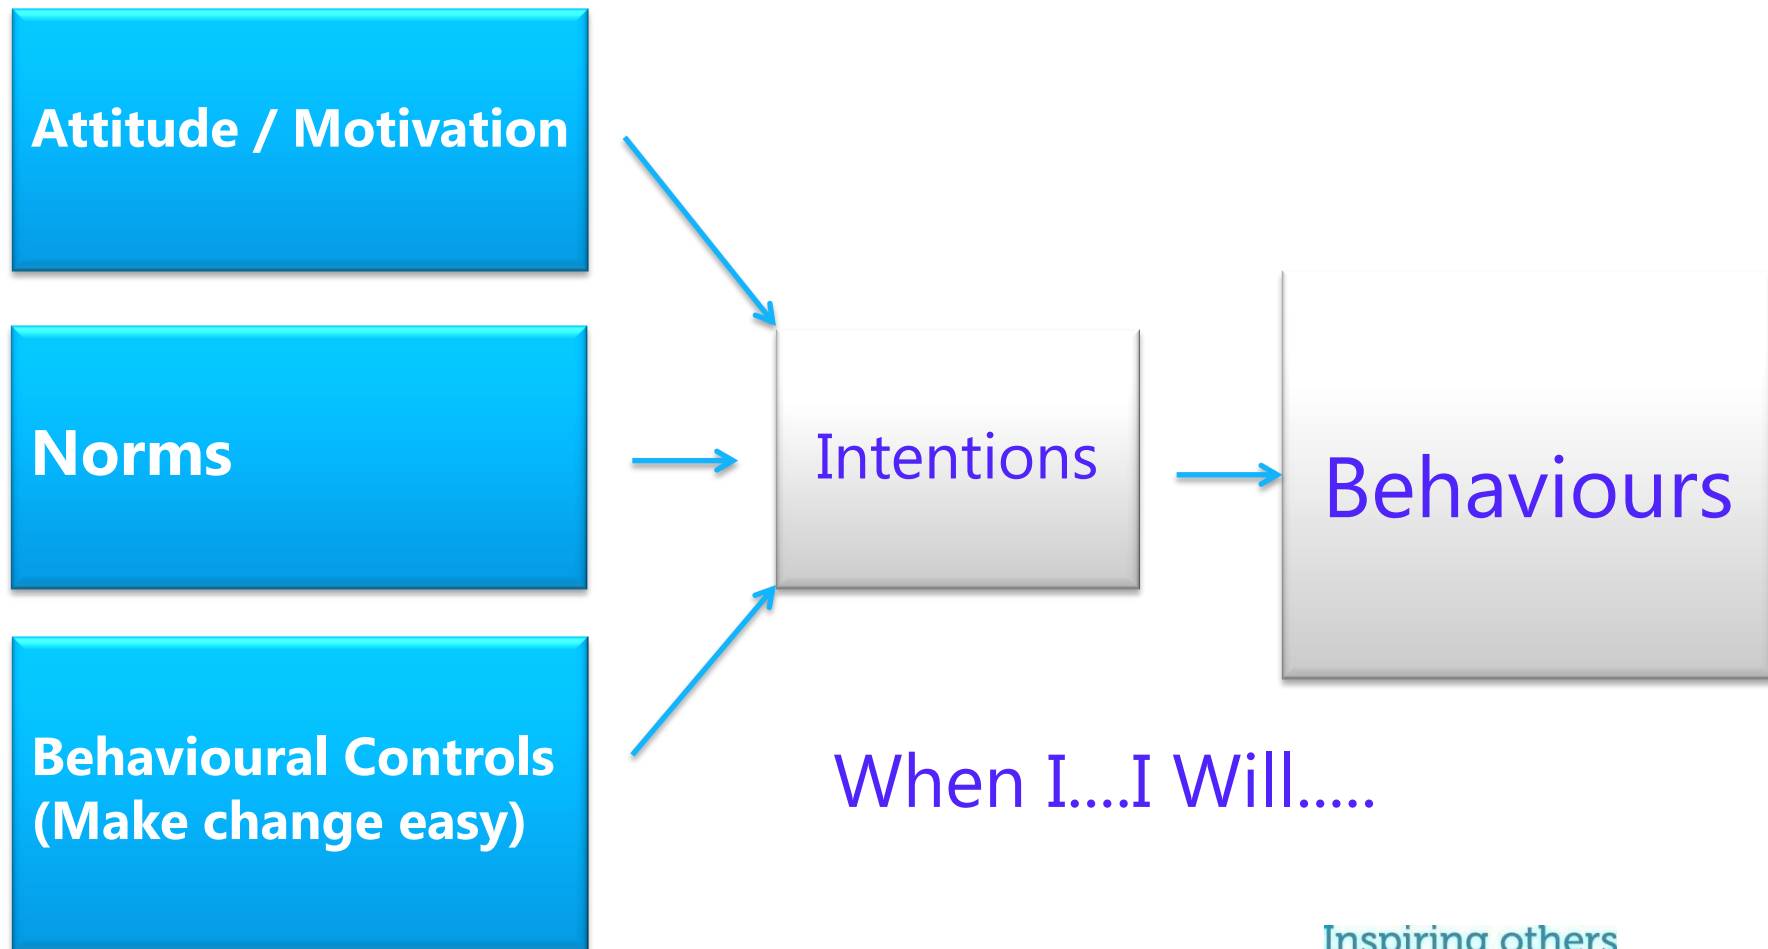 Attitude / Motivation
Norms
Behavioural Controls
(Make change easy)
Intentions
Behaviours
When I....I Will.....
Inspiring others